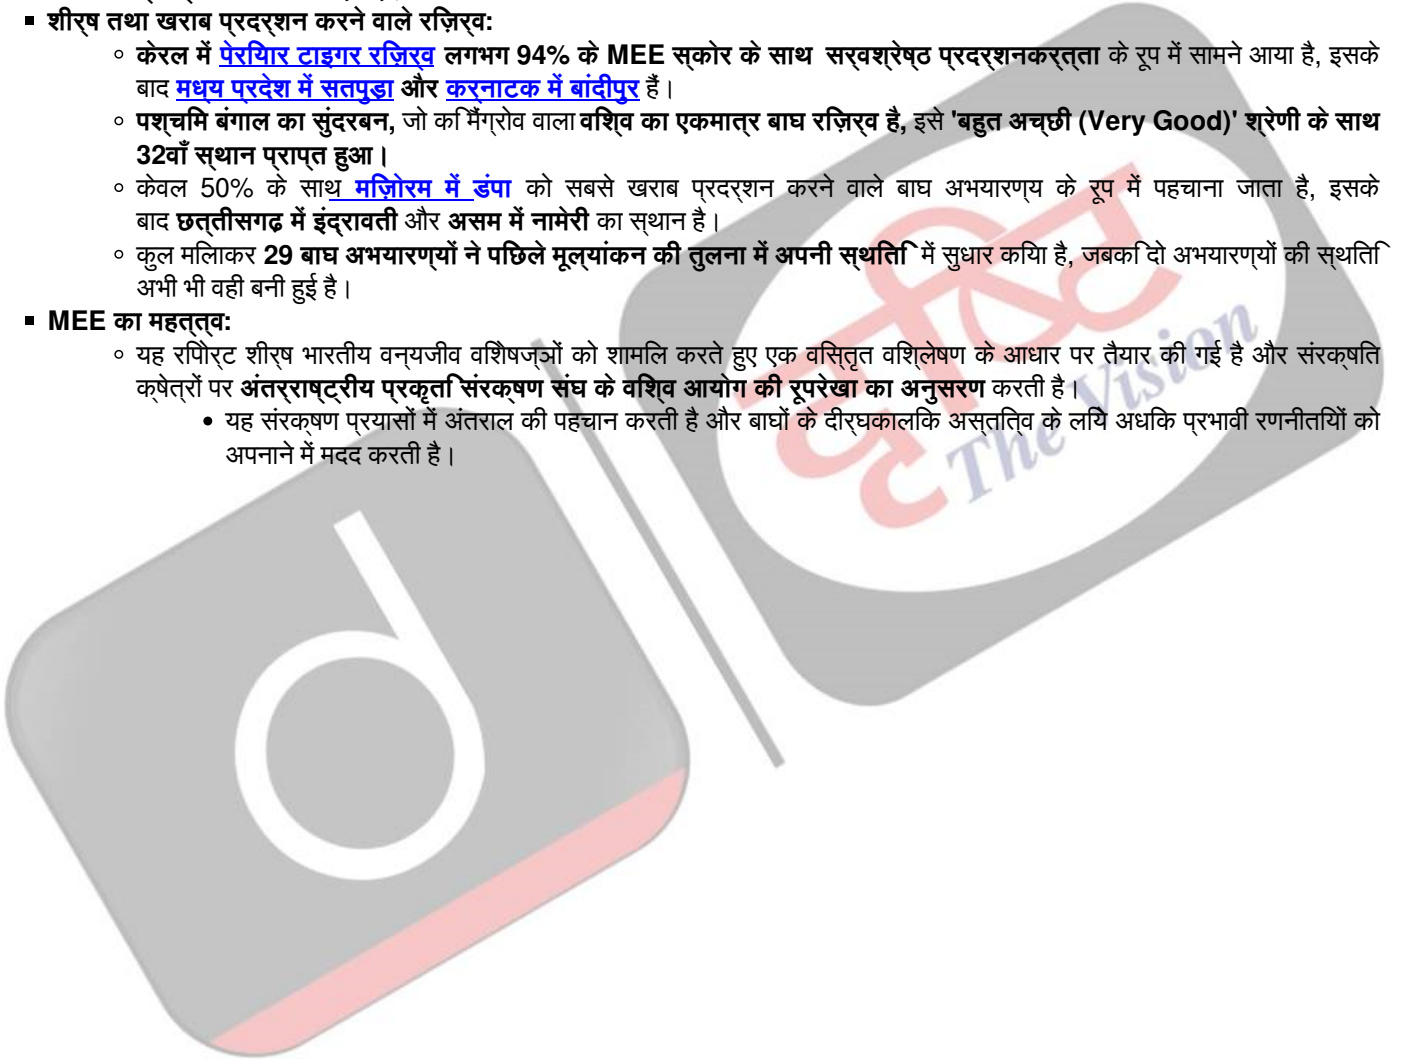 शीर्ष तथा खराब प्रदर्शन करने वाले रिज़र्व:
केरल में पेरियार टाइगर रिज़र्व लगभग 94% के MEE स्कोर के साथ सर्वश्रेष्ठ प्रदर्शनकर्त्ता के रूप में सामने आया है, इसके
बाद मध्य प्रदेश में सतपुड़ा और कर्नाटक में बांदीपुर हैं।
पश्चिम बंगाल का सुंदरबन, जो कि मैंग्रोव वाला विश्व का एकमात्र बाघ रिज़र्व है, इसे 'बहुत अच्छी (Very Good)' श्रेणी के साथ
32वाँ स्थान प्राप्त हुआ।
केवल 50% के साथ मिज़ोरम में डंपा को सबसे खराब प्रदर्शन करने वाले बाघ अभयारण्य के रूप में पहचाना जाता है, इसके
बाद छत्तीसगढ़ में इंद्रावती और असम में नामेरी का स्थान है।
कुल मिलाकर 29 बाघ अभयारण्यों ने पिछले मूल्यांकन की तुलना में अपनी स्थिति में सुधार किया है, जबकि दो अभयारण्यों की स्थिति
अभी भी वही बनी हुई है।
MEE का महत्त्व:
यह रिपोर्ट शीर्ष भारतीय वन्यजीव विशेषज्ञों को शामिल करते हुए एक विस्तृत विश्लेषण के आधार पर तैयार की गई है और संरक्षित
क्षेत्रों पर अंतर्राष्ट्रीय प्रकृति संरक्षण संघ के विश्व आयोग की रूपरेखा का अनुसरण करती है।
यह संरक्षण प्रयासों में अंतराल की पहचान करती है और बाघों के दीर्घकालिक अस्तित्व के लिये अधिक प्रभावी रणनीतियों को
अपनाने में मदद करती है।
दृष्टि
The Vision